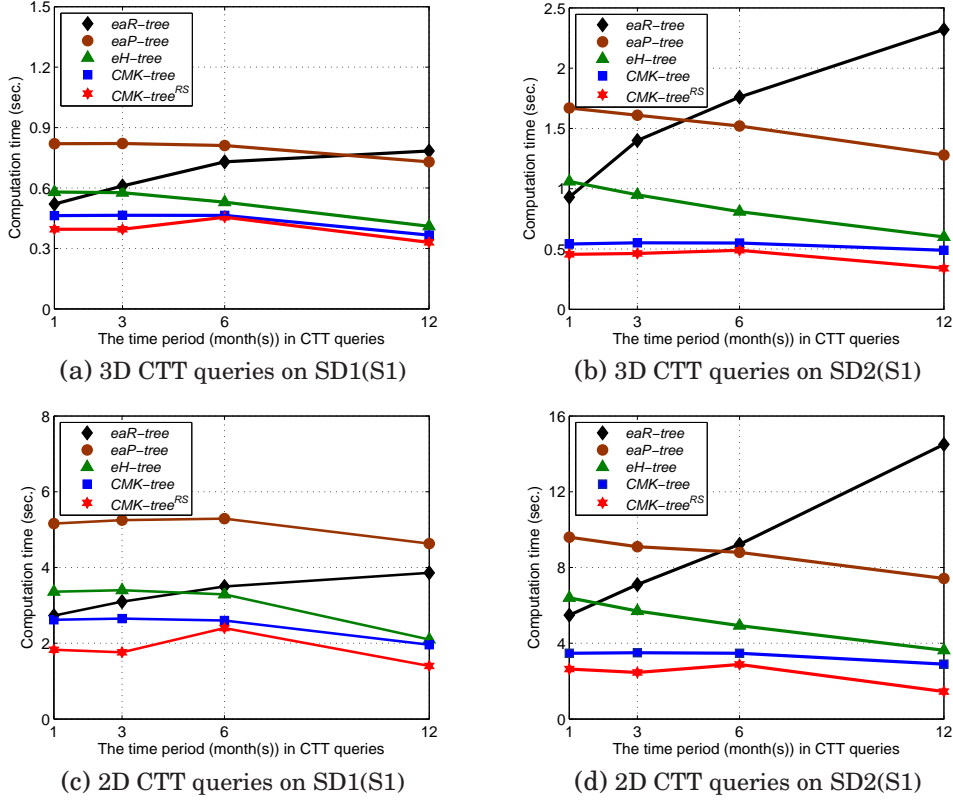 1.5
1.2
0.9
0.6
0.3
0
Computation time (sec.)
eaR-tree
eaP-tree
eH-tree
CMK-tree
CMK-tree^RS
1 3 6 12
The time period (month(s)) in CTT queries
(a) 3D CTT queries on SD1(S1)
2.5
2
1.5
1
0.5
0
Computation time (sec.)
eaR-tree
eaP-tree
eH-tree
CMK-tree
CMK-tree^RS
1 3 6 12
The time period (month(s)) in CTT queries
(b) 3D CTT queries on SD2(S1)
8
6
4
2
0
Computation time (sec.)
eaR-tree
eaP-tree
eH-tree
CMK-tree
CMK-tree^RS
1 3 6 12
The time period (month(s)) in CTT queries
(c) 2D CTT queries on SD1(S1)
16
12
8
4
0
Computation time (sec.)
eaR-tree
eaP-tree
eH-tree
CMK-tree
CMK-tree^RS
1 3 6 12
The time period (month(s)) in CTT queries
(d) 2D CTT queries on SD2(S1)